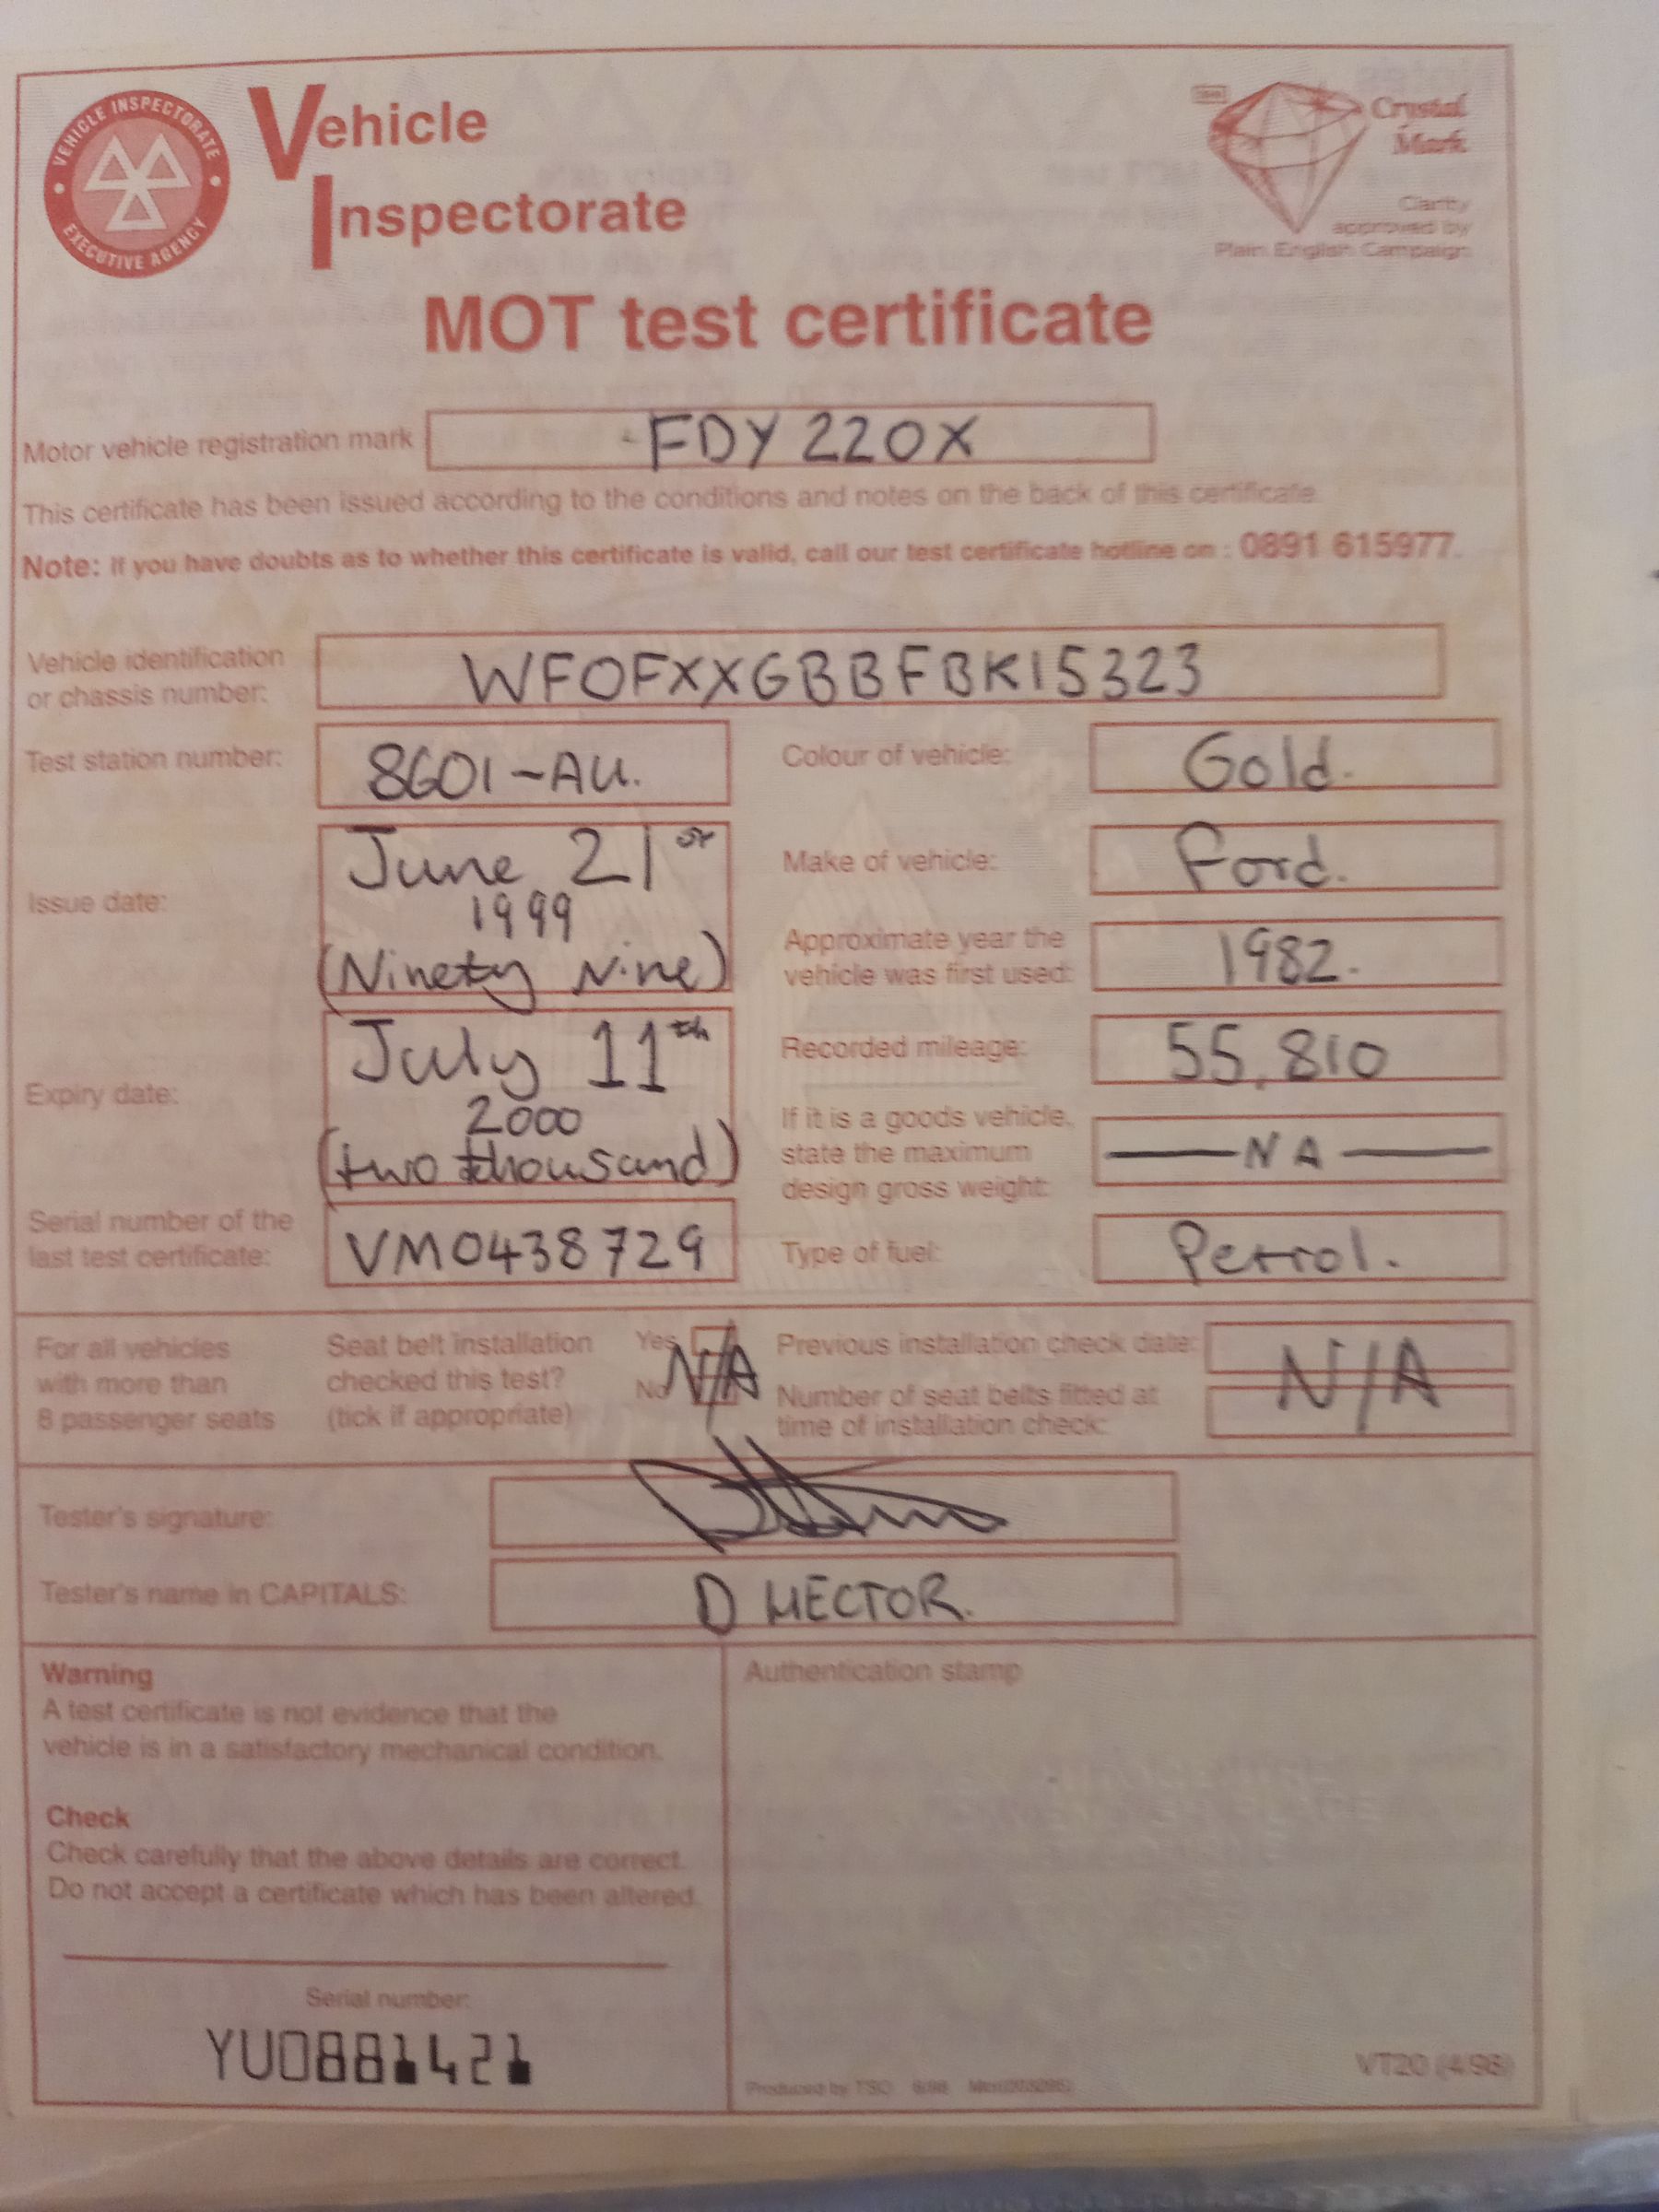 VEHICLE INSPECTORATE
EXECUTIVE AGENCY
Vehicle
Inspectorate
Crystal
Mark
Clarity
approved by
Plain English Campaign
MOT test certificate
Motor vehicle registration mark FDY 220X
This certificate has been issued according to the conditions and notes on the back of this certificate.
Note: If you have doubts as to whether this certificate is valid, call our test certificate hotline on : 0891 615977.
Vehicle identification
or chassis number: WFOFXXGBBFBK15323
Test station number: 8601-AU.
Colour of vehicle: Gold.
Issue date: June 21st
1999
(Ninety Nine)
Make of vehicle: Ford.
Approximate year the
vehicle was first used: 1982.
Expiry date: July 11th
2000
(two thousand)
Recorded mileage: 55,810
If it is a goods vehicle,
state the maximum
design gross weight: NA
Serial number of the
last test certificate: VM0438729
Type of fuel: Petrol.
For all vehicles
with more than
8 passenger seats
Seat belt installation
checked this test?
(tick if appropriate)
Yes
No
N/A
Previous installation check date:
Number of seat belts fitted at
time of installation check:
N/A
Tester's signature:
Tester's name in CAPITALS: D HECTOR.
Warning
A test certificate is not evidence that the
vehicle is in a satisfactory mechanical condition.
Check
Check carefully that the above details are correct.
Do not accept a certificate which has been altered.
Serial number:
YU0881421
Authentication stamp
Produced by TSO
VT20 (4/98)